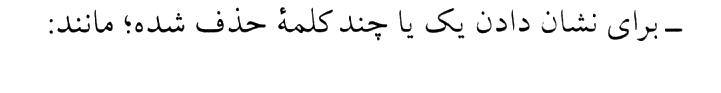 ـ برای نشان دادن یک یا چند کلمهٔ حذف شده؛ مانند: